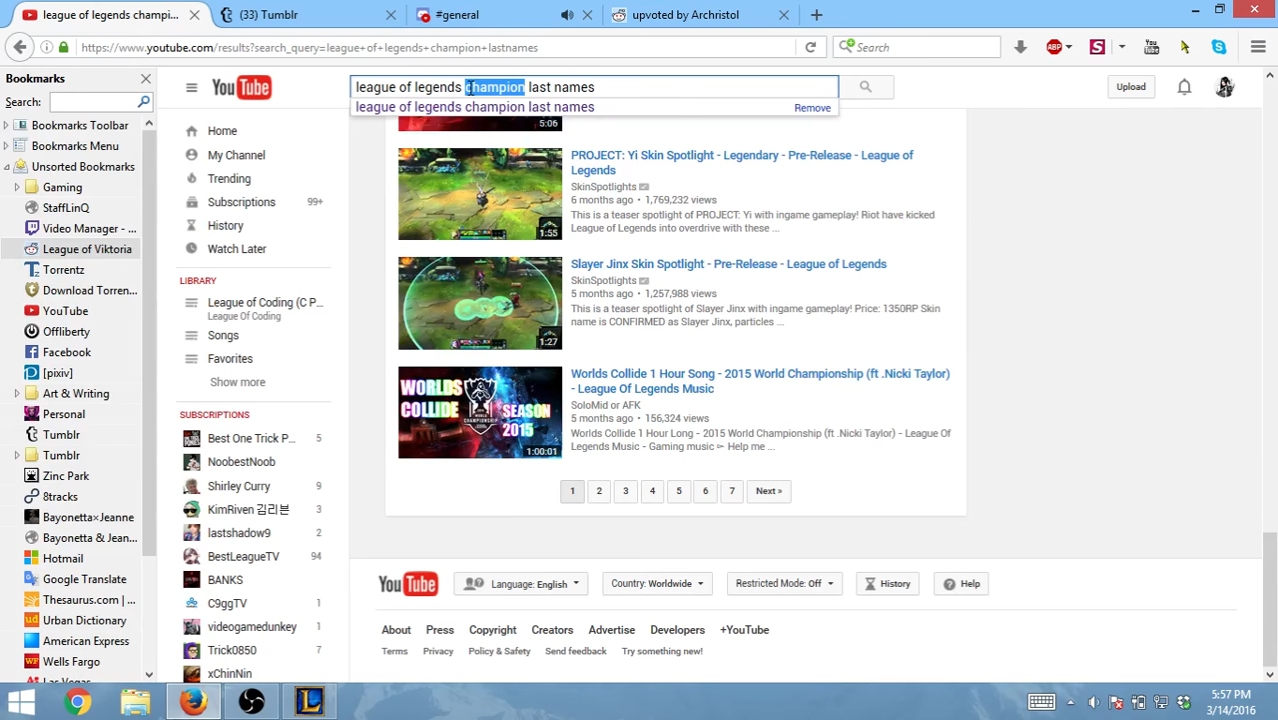 league of legends champi...
(33) Tumblr
#general
upvoted by Archristol
https://www.youtube.com/results?search_query=league+of+legends+champion+lastnames
Search
ABP
S
Bookmarks
Search:
Bookmarks Toolbar
Bookmarks Menu
Unsorted Bookmarks
Gaming
StaffLinQ
Video Manager - ...
League of Viktoria
Torrentz
Download Torren...
YouTube
Offliberty
Facebook
[pixiv]
Art & Writing
Personal
Tumblr
Tumblr
Zinc Park
8tracks
Bayonetta×Jeanne
Bayonetta & Jean...
Hotmail
Google Translate
Thesaurus.com | ...
Urban Dictionary
American Express
Wells Fargo
YouTube
league of legends champion last names
league of legends champion last names
Remove
Upload
Home
My Channel
Trending
Subscriptions 99+
History
Watch Later
LIBRARY
League of Coding (C P...
League Of Coding
Songs
Favorites
Show more
SUBSCRIPTIONS
Best One Trick P... 5
NoobestNoob
Shirley Curry 9
KimRiven 김리븐 3
lastshadow9 2
BestLeagueTV 94
BANKS
C9ggTV 1
videogamedunkey 1
Trick0850 7
xChinNin
5:06
PROJECT: Yi Skin Spotlight - Legendary - Pre-Release - League of
Legends
SkinSpotlights
6 months ago • 1,769,232 views
This is a teaser spotlight of PROJECT: Yi with ingame gameplay! Riot have kicked
League of Legends into overdrive with these ...
1:55
Slayer Jinx Skin Spotlight - Pre-Release - League of Legends
SkinSpotlights
5 months ago • 1,257,988 views
This is a teaser spotlight of Slayer Jinx with ingame gameplay! Price: 1350RP Skin
name is CONFIRMED as Slayer Jinx, particles ...
1:27
Worlds Collide 1 Hour Song - 2015 World Championship (ft .Nicki Taylor)
- League Of Legends Music
SoloMid or AFK
5 months ago • 156,324 views
Worlds Collide 1 Hour Long - 2015 World Championship (ft .Nicki Taylor) - League Of
Legends Music - Gaming music ➳ Help me ...
WORLDS
COLLIDE
SEASON
2015
1:00:01
1 2 3 4 5 6 7 Next »
YouTube
Language: English
Country: Worldwide
Restricted Mode: Off
History
Help
About Press Copyright Creators Advertise Developers +YouTube
Terms Privacy Policy & Safety Send feedback Try something new!
5:57 PM
3/14/2016